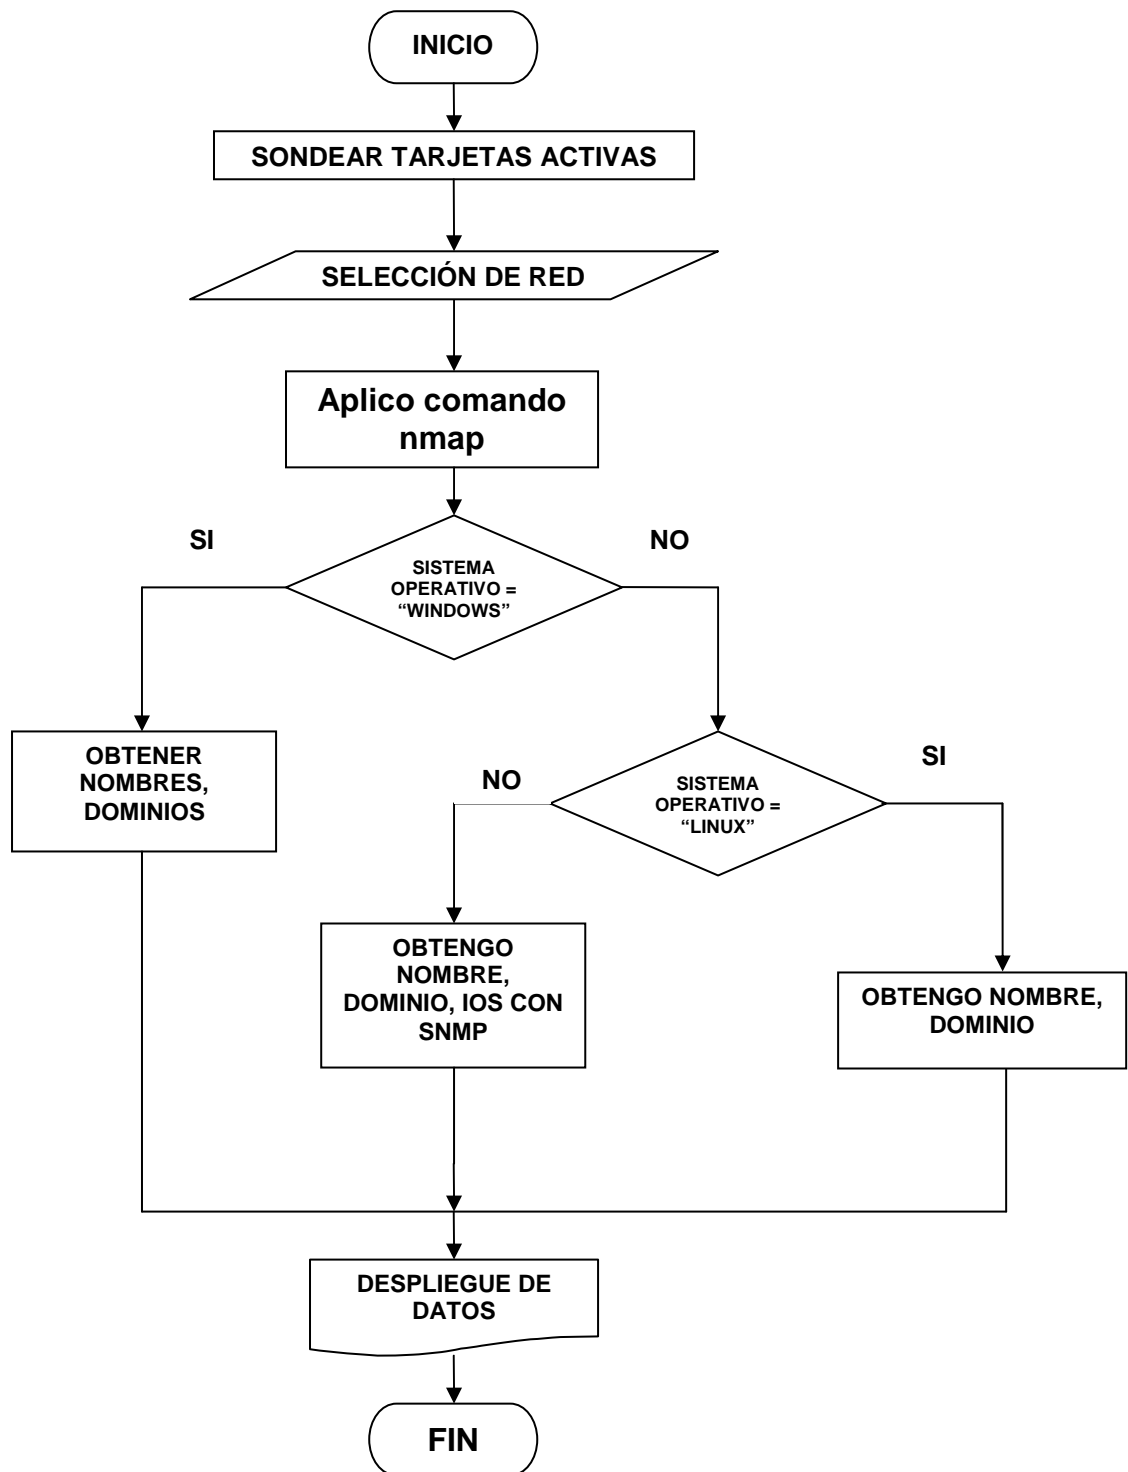 INICIO
SONDEAR TARJETAS ACTIVAS
SELECCIÓN DE RED
Aplico comando
nmap
SI
NO
SISTEMA
OPERATIVO =
“WINDOWS”
OBTENER
NOMBRES,
DOMINIOS
NO
SISTEMA
OPERATIVO =
“LINUX”
SI
OBTENGO
NOMBRE,
DOMINIO, IOS CON
SNMP
OBTENGO NOMBRE,
DOMINIO
DESPLIEGUE DE
DATOS
FIN